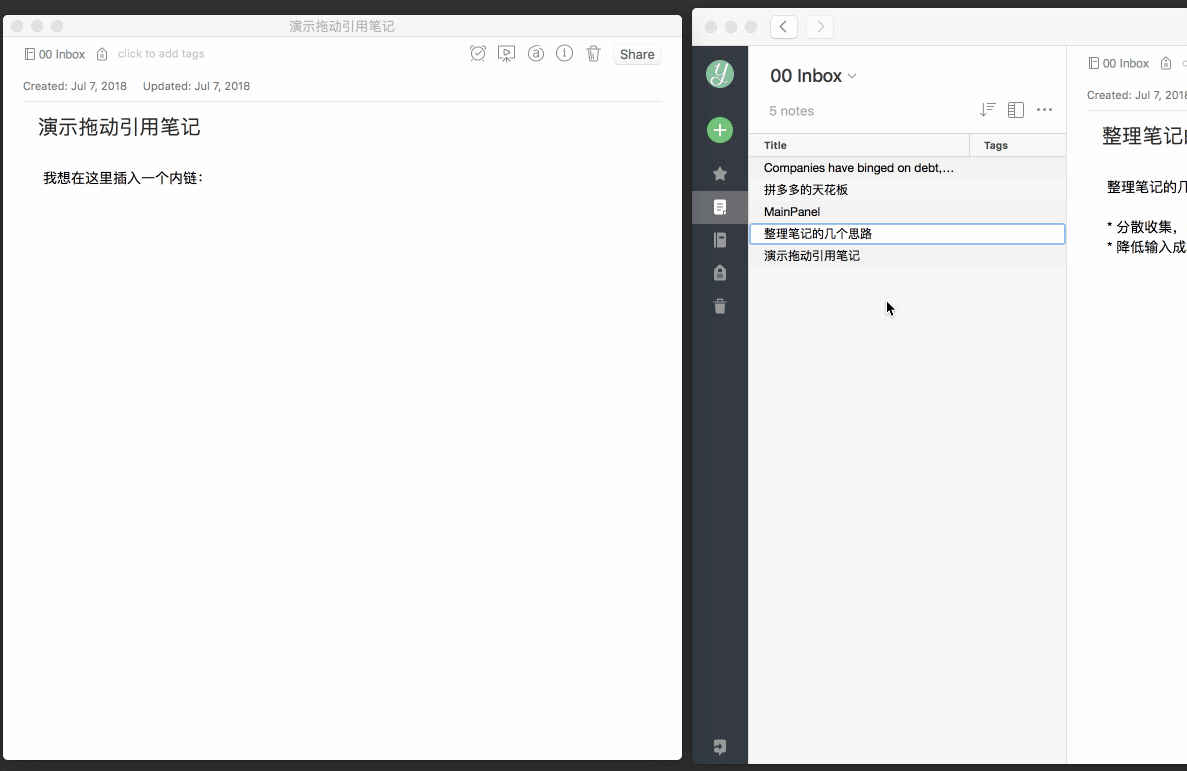 演示拖动引用笔记
00 Inbox click to add tags
Share
Created: Jul 7, 2018 Updated: Jul 7, 2018
演示拖动引用笔记
我想在这里插入一个内链：
00 Inbox
5 notes
Title Tags
Companies have binged on debt,...
拼多多的天花板
MainPanel
整理笔记的几个思路
演示拖动引用笔记
00 Inbox
Created: Jul 7, 2018
整理笔记的
整理笔记的几
* 分散收集，
* 降低输入成